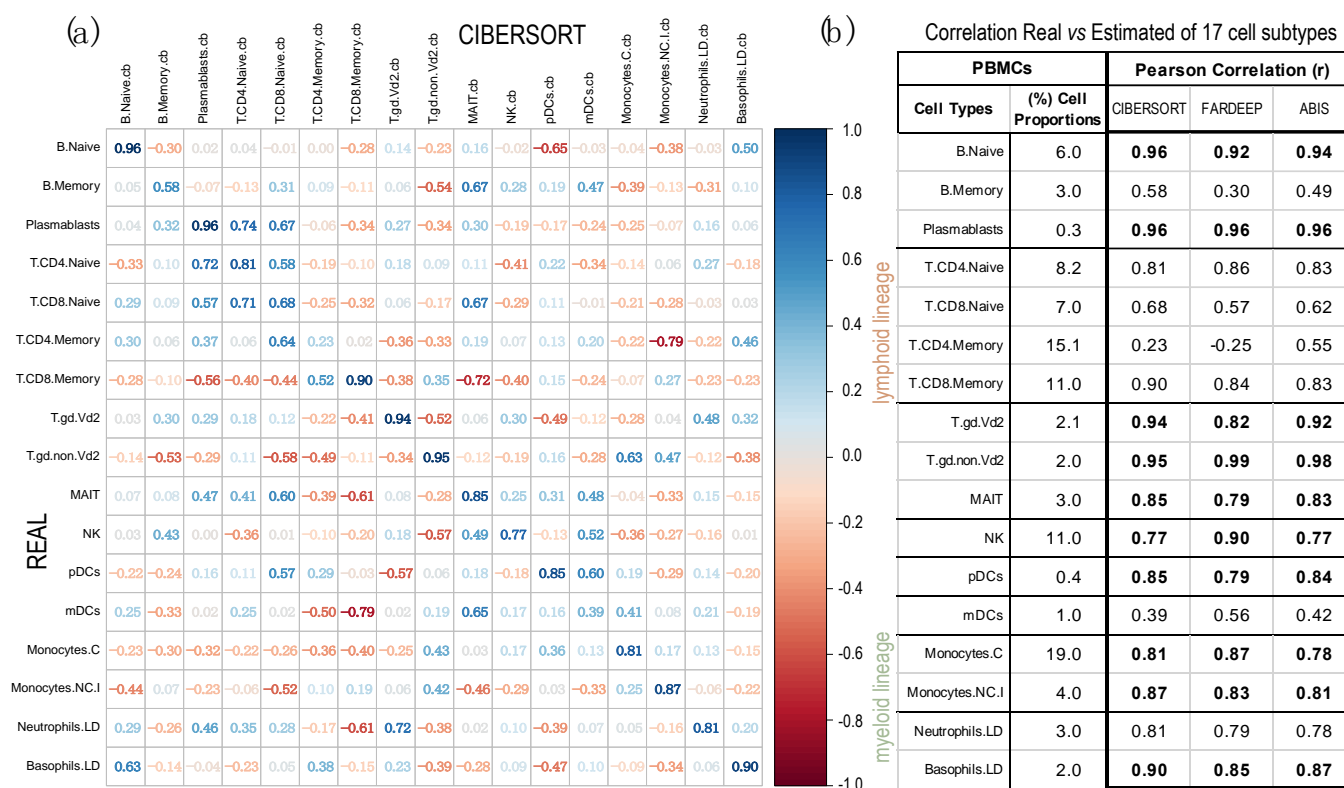 (a)
CIBERSORT
B.Naive.cb
B.Memory.cb
Plasmablasts.cb
T.CD4.Naive.cb
T.CD8.Naive.cb
T.CD4.Memory.cb
T.CD8.Memory.cb
T.gd.Vd2.cb
T.gd.non.Vd2.cb
MAIT.cb
NK.cb
pDCs.cb
mDCs.cb
Monocytes.C.cb
Monocytes.NC.I.cb
Neutrophils.LD.cb
Basophils.LD.cb
REAL
B.Naive 0.96 −0.30 0.02 0.04 −0.01 0.00 −0.28 0.14 −0.23 0.16 −0.02 −0.65 −0.03 −0.04 −0.38 −0.03 0.50
B.Memory 0.05 0.58 −0.07 −0.13 0.31 0.09 −0.11 0.06 −0.54 0.67 0.28 0.19 0.47 −0.39 −0.13 −0.31 0.10
Plasmablasts 0.04 0.32 0.96 0.74 0.67 −0.06 −0.34 0.27 −0.34 0.30 −0.19 −0.17 −0.24 −0.25 −0.07 0.16 0.06
T.CD4.Naive −0.33 0.10 0.72 0.81 0.58 −0.19 −0.10 0.18 0.09 0.11 −0.41 0.22 −0.34 −0.14 0.06 0.27 −0.18
T.CD8.Naive 0.29 0.09 0.57 0.71 0.68 −0.25 −0.32 0.06 −0.17 0.67 −0.29 0.11 −0.01 −0.21 −0.28 −0.03 0.03
T.CD4.Memory 0.30 0.06 0.37 0.06 0.64 0.23 0.02 −0.36 −0.33 0.19 0.07 0.13 0.20 −0.22 −0.79 −0.22 0.46
T.CD8.Memory −0.28 −0.10 −0.56 −0.40 −0.44 0.52 0.90 −0.38 0.35 −0.72 −0.40 0.15 −0.24 −0.07 0.27 −0.23 −0.23
T.gd.Vd2 0.03 0.30 0.29 0.18 0.12 −0.22 −0.41 0.94 −0.52 0.06 0.30 −0.49 −0.12 −0.28 0.04 0.48 0.32
T.gd.non.Vd2 −0.14 −0.53 −0.29 0.11 −0.58 −0.49 −0.11 −0.34 0.95 −0.12 −0.19 0.16 −0.28 0.63 0.47 −0.12 −0.38
MAIT 0.07 0.08 0.47 0.41 0.60 −0.39 −0.61 0.08 −0.28 0.85 0.25 0.31 0.48 −0.04 −0.33 0.15 −0.15
NK 0.03 0.43 0.00 −0.36 0.01 −0.10 −0.20 0.18 −0.57 0.49 0.77 −0.13 0.52 −0.36 −0.27 −0.16 0.01
pDCs −0.22 −0.24 0.16 0.11 0.57 0.29 −0.03 −0.57 0.06 0.18 −0.18 0.85 0.60 0.19 −0.29 0.14 −0.20
mDCs 0.25 −0.33 0.02 0.25 0.02 −0.50 −0.79 0.02 0.19 0.65 0.17 0.16 0.39 0.41 0.08 0.21 −0.19
Monocytes.C −0.23 −0.30 −0.32 −0.22 −0.26 −0.36 −0.40 −0.25 0.43 0.03 0.17 0.36 0.13 0.81 0.17 0.13 −0.15
Monocytes.NC.I −0.44 0.07 −0.23 −0.06 −0.52 0.10 0.19 0.06 0.42 −0.46 −0.29 0.03 −0.33 0.25 0.87 −0.06 −0.22
Neutrophils.LD 0.29 −0.26 0.46 0.35 0.28 −0.17 −0.61 0.72 −0.38 0.02 0.10 −0.39 0.07 0.05 −0.16 0.81 0.20
Basophils.LD 0.63 −0.14 −0.04 −0.23 0.05 0.38 −0.15 0.23 −0.39 −0.28 0.09 −0.47 0.10 −0.09 −0.34 0.06 0.90
1.0
0.8
0.6
0.4
0.2
0.0
-0.2
-0.4
-0.6
-0.8
-1.0
(b)
Correlation Real vs Estimated of 17 cell subtypes
PBMCs Pearson Correlation (r)
Cell Types (%) Cell Proportions CIBERSORT FARDEEP ABIS
lymphoid lineage
B.Naive 6.0 0.96 0.92 0.94
B.Memory 3.0 0.58 0.30 0.49
Plasmablasts 0.3 0.96 0.96 0.96
T.CD4.Naive 8.2 0.81 0.86 0.83
T.CD8.Naive 7.0 0.68 0.57 0.62
T.CD4.Memory 15.1 0.23 -0.25 0.55
T.CD8.Memory 11.0 0.90 0.84 0.83
T.gd.Vd2 2.1 0.94 0.82 0.92
T.gd.non.Vd2 2.0 0.95 0.99 0.98
MAIT 3.0 0.85 0.79 0.83
NK 11.0 0.77 0.90 0.77
myeloid lineage
pDCs 0.4 0.85 0.79 0.84
mDCs 1.0 0.39 0.56 0.42
Monocytes.C 19.0 0.81 0.87 0.78
Monocytes.NC.I 4.0 0.87 0.83 0.81
Neutrophils.LD 3.0 0.81 0.79 0.78
Basophils.LD 2.0 0.90 0.85 0.87